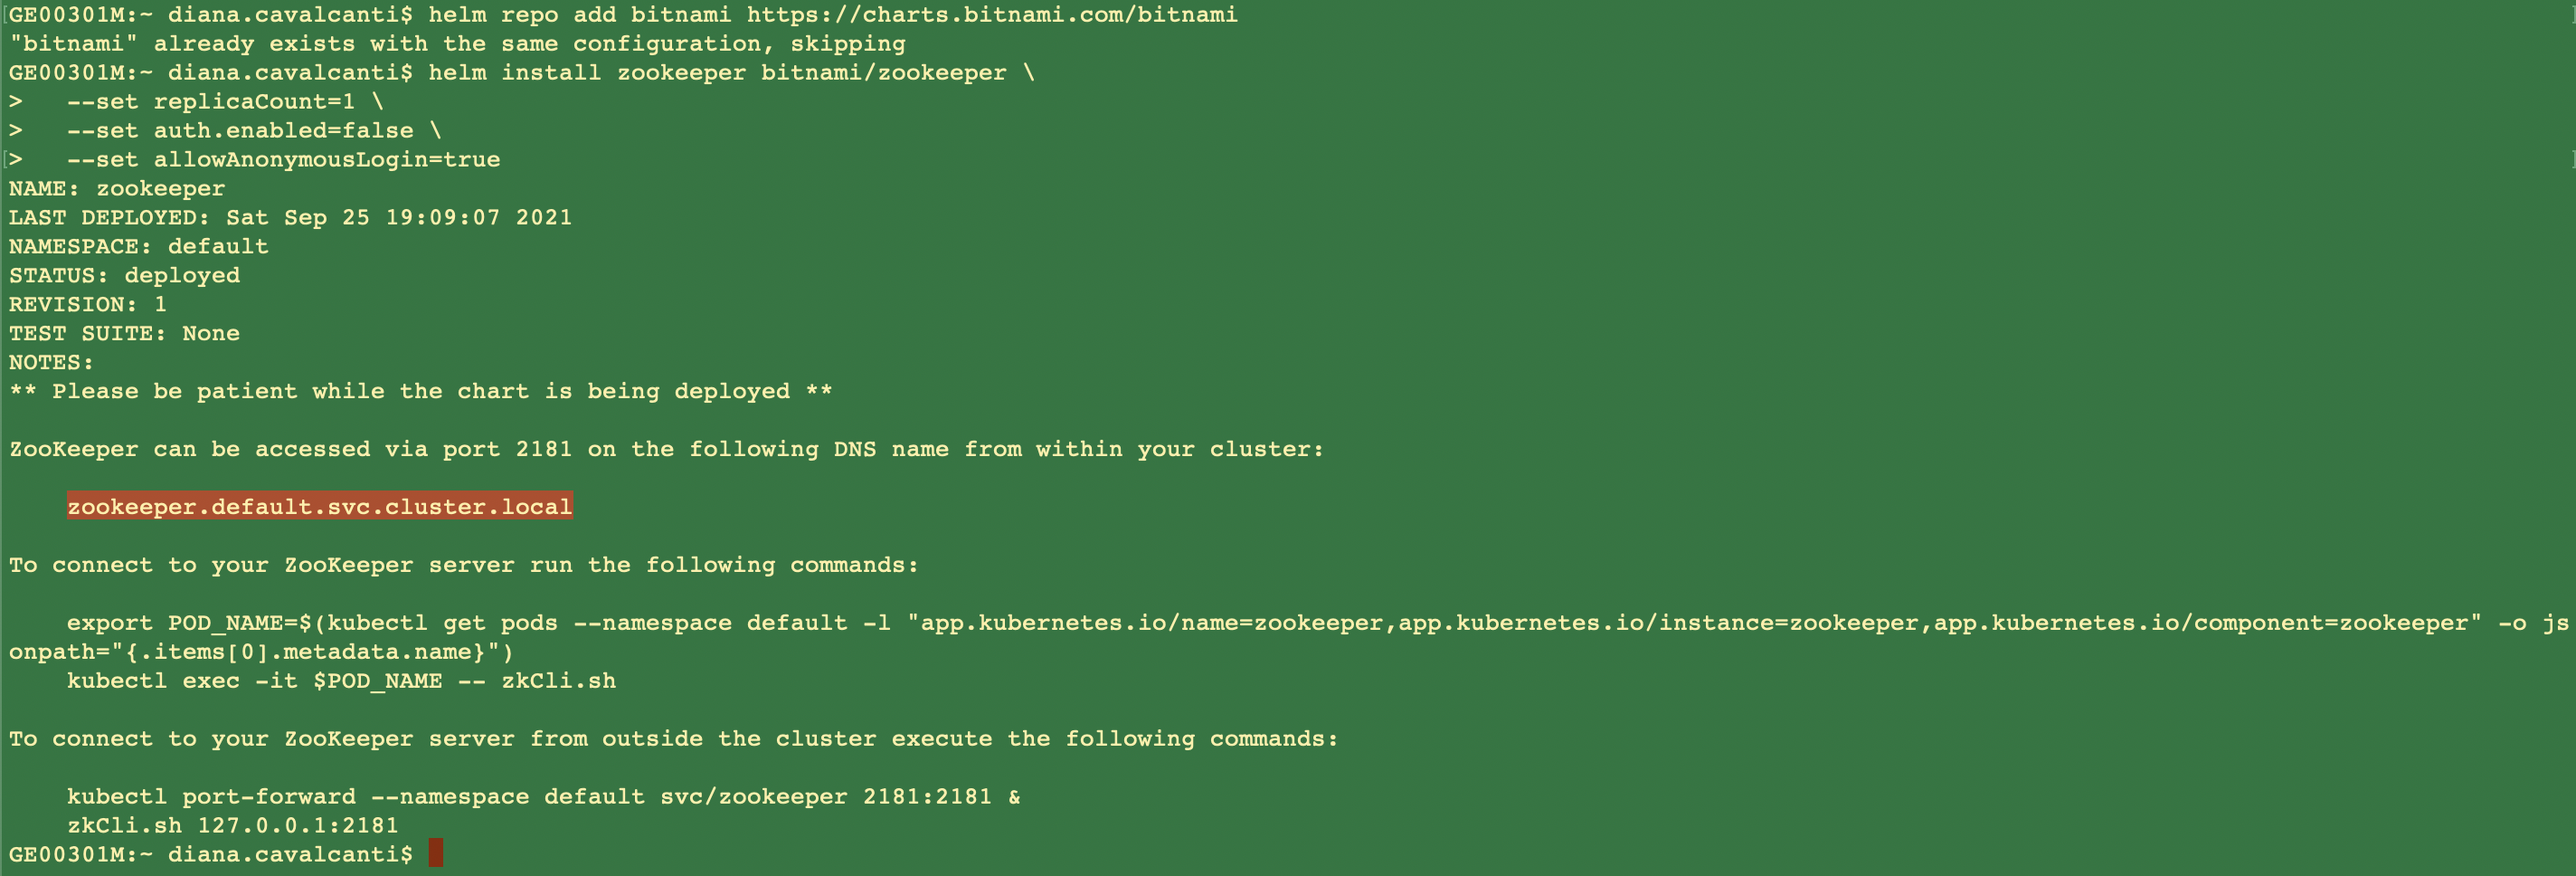 GE00301M:~ diana.cavalcanti$ helm repo add bitnami https://charts.bitnami.com/bitnami
"bitnami" already exists with the same configuration, skipping
GE00301M:~ diana.cavalcanti$ helm install zookeeper bitnami/zookeeper \
>   --set replicaCount=1 \
>   --set auth.enabled=false \
>   --set allowAnonymousLogin=true
NAME: zookeeper
LAST DEPLOYED: Sat Sep 25 19:09:07 2021
NAMESPACE: default
STATUS: deployed
REVISION: 1
TEST SUITE: None
NOTES:
** Please be patient while the chart is being deployed **
ZooKeeper can be accessed via port 2181 on the following DNS name from within your cluster:
    zookeeper.default.svc.cluster.local
To connect to your ZooKeeper server run the following commands:
    export POD_NAME=$(kubectl get pods --namespace default -l "app.kubernetes.io/name=zookeeper,app.kubernetes.io/instance=zookeeper,app.kubernetes.io/component=zookeeper" -o js
onpath="{.items[0].metadata.name}")
    kubectl exec -it $POD_NAME -- zkCli.sh
To connect to your ZooKeeper server from outside the cluster execute the following commands:
    kubectl port-forward --namespace default svc/zookeeper 2181:2181 &
    zkCli.sh 127.0.0.1:2181
GE00301M:~ diana.cavalcanti$